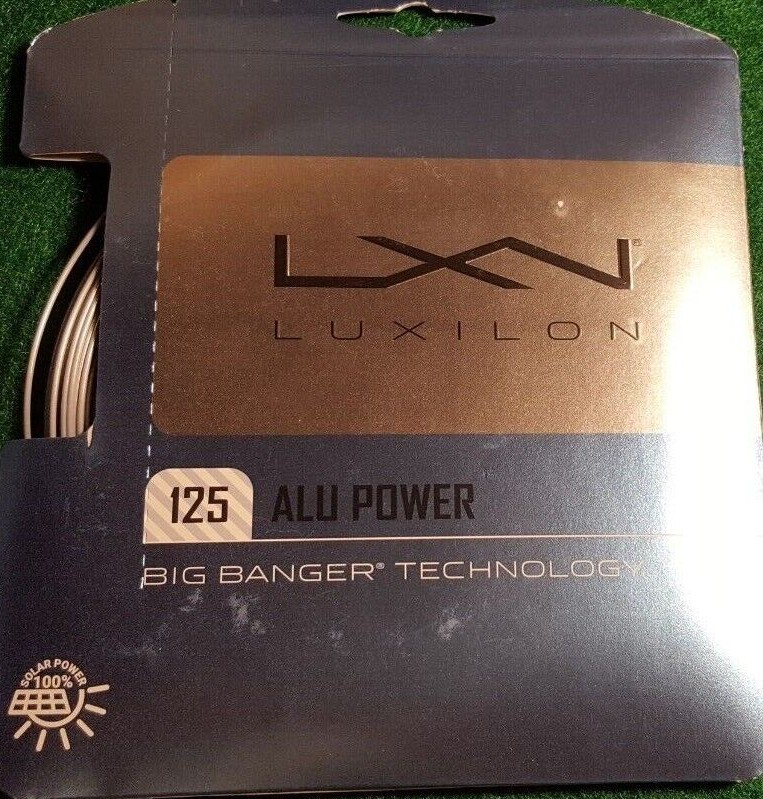 LXN®
LUXILON
125 ALU POWER
BIG BANGER® TECHNOLOGY
SOLAR POWER
100%